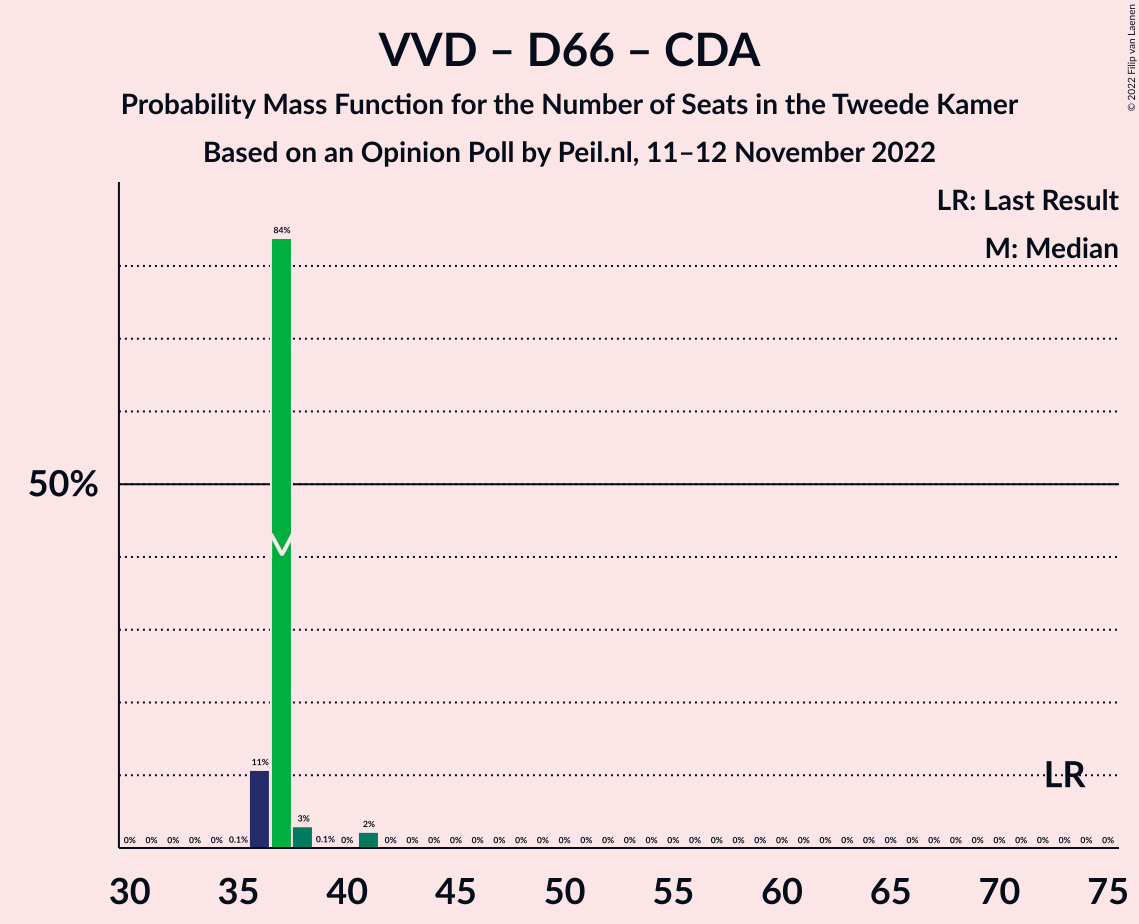 VVD – D66 – CDA
Probability Mass Function for the Number of Seats in the Tweede Kamer
Based on an Opinion Poll by Peil.nl, 11–12 November 2022
© 2022 Filip van Laenen
LR: Last Result
M: Median
50%
84%
11%
3%
2%
LR
0% 0% 0% 0% 0% 0.1% 0.1% 0% 0% 0% 0% 0% 0% 0% 0% 0% 0% 0% 0% 0% 0% 0% 0% 0% 0% 0% 0% 0% 0% 0% 0% 0% 0% 0% 0% 0% 0% 0% 0% 0% 0% 0%
30 35 40 45 50 55 60 65 70 75